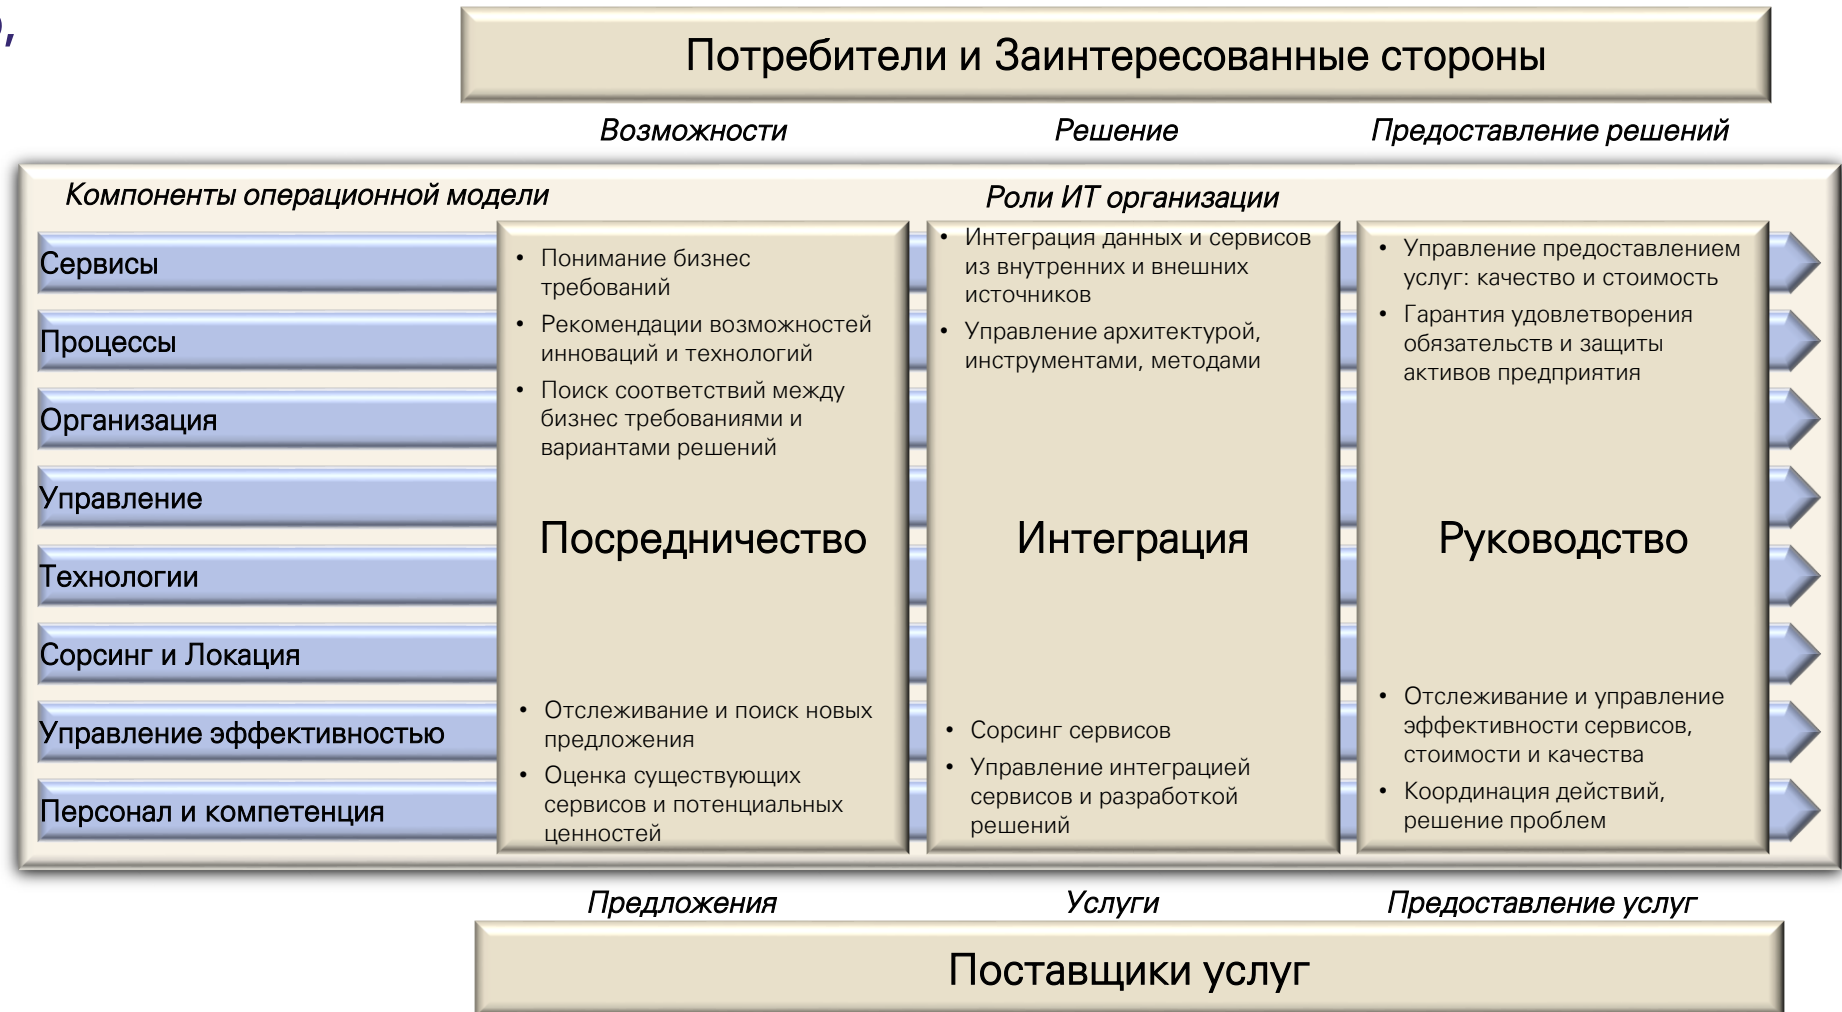 Потребители и Заинтересованные стороны
Возможности
Решение
Предоставление решений
Компоненты операционной модели
Роли ИТ организации
Сервисы
Процессы
Организация
Управление
Технологии
Сорсинг и Локация
Управление эффективностью
Персонал и компетенция
• Понимание бизнес
требований
• Рекомендации возможностей
инноваций и технологий
• Поиск соответствий между
бизнес требованиями и
вариантами решений
Посредничество
• Отслеживание и поиск новых
предложения
• Оценка существующих
сервисов и потенциальных
ценностей
• Интеграция данных и сервисов
из внутренних и внешних
источников
• Управление архитектурой,
инструментами, методами
Интеграция
• Сорсинг сервисов
• Управление интеграцией
сервисов и разработкой
решений
• Управление предоставлением
услуг: качество и стоимость
• Гарантия удовлетворения
обязательств и защиты
активов предприятия
Руководство
• Отслеживание и управление
эффективности сервисов,
стоимости и качества
• Координация действий,
решение проблем
Предложения
Услуги
Предоставление услуг
Поставщики услуг